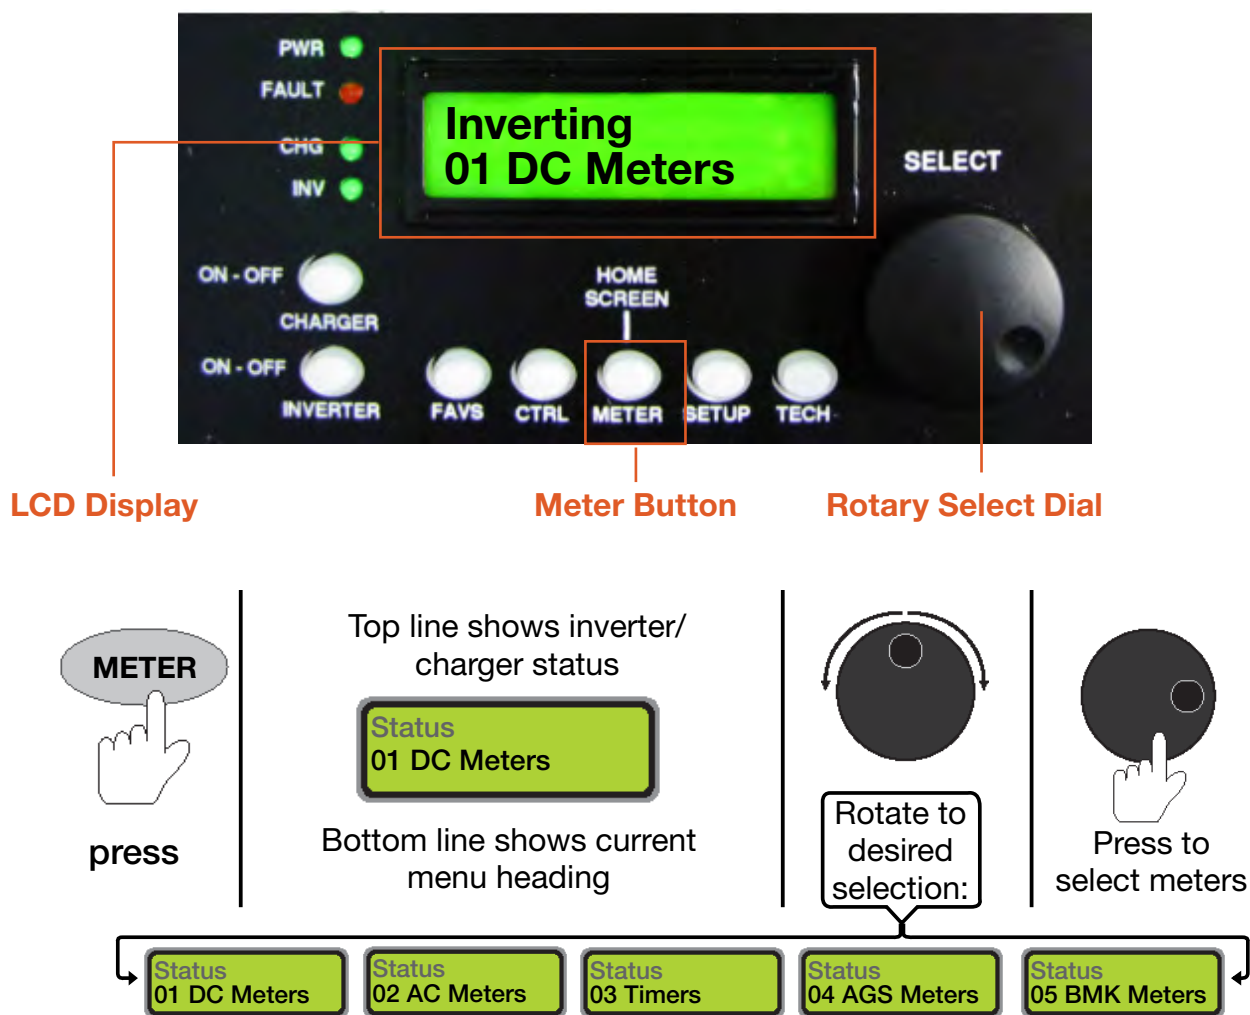 PWR
FAULT
CHG
INV
Inverting
01 DC Meters
SELECT
ON - OFF
CHARGER
HOME
SCREEN
ON - OFF
INVERTER
FAVS
CTRL
METER
SETUP
TECH
LCD Display
Meter Button
Rotary Select Dial
METER
press
Top line shows inverter/
charger status
Status
01 DC Meters
Bottom line shows current
menu heading
Rotate to
desired
selection:
Press to
select meters
Status
01 DC Meters
Status
02 AC Meters
Status
03 Timers
Status
04 AGS Meters
Status
05 BMK Meters